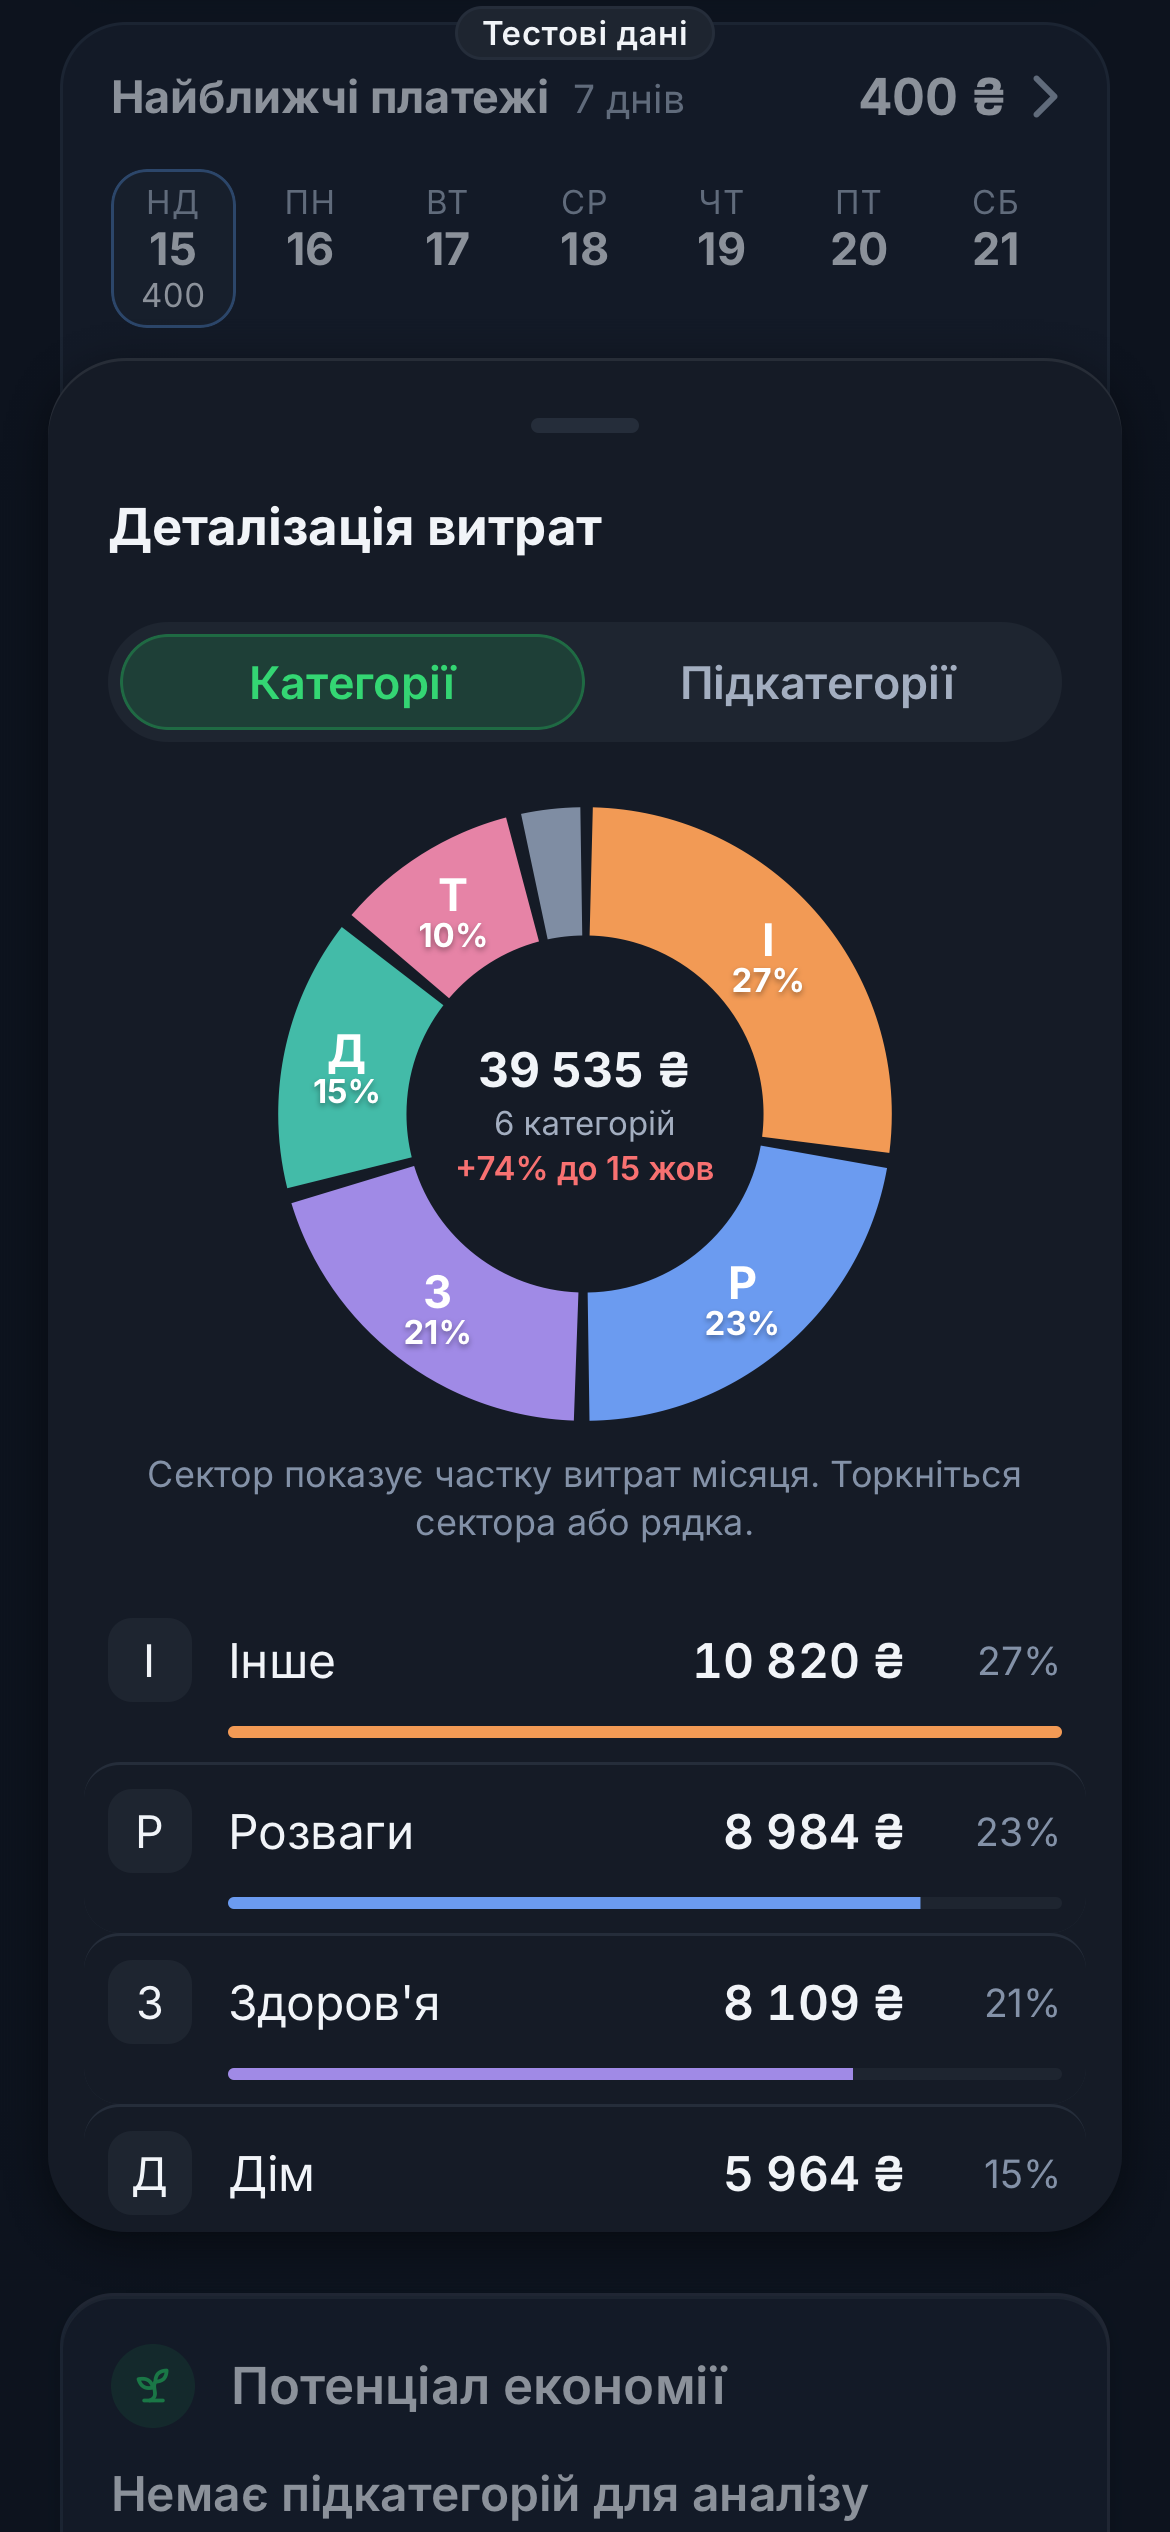 Тестові дані
Найближчі платежі 7 днів 400 ₴
НД ПН ВТ СР ЧТ ПТ СБ
15 16 17 18 19 20 21
400
Деталізація витрат
Категорії Підкатегорії
Т
10%
І
27%
Д
15%
39 535 ₴
6 категорій
+74% до 15 жов
Р
23%
З
21%
Сектор показує частку витрат місяця. Торкніться
сектора або рядка.
І Інше 10 820 ₴ 27%
Р Розваги 8 984 ₴ 23%
З Здоров'я 8 109 ₴ 21%
Д Дім 5 964 ₴ 15%
Потенціал економії
Немає підкатегорій для аналізу